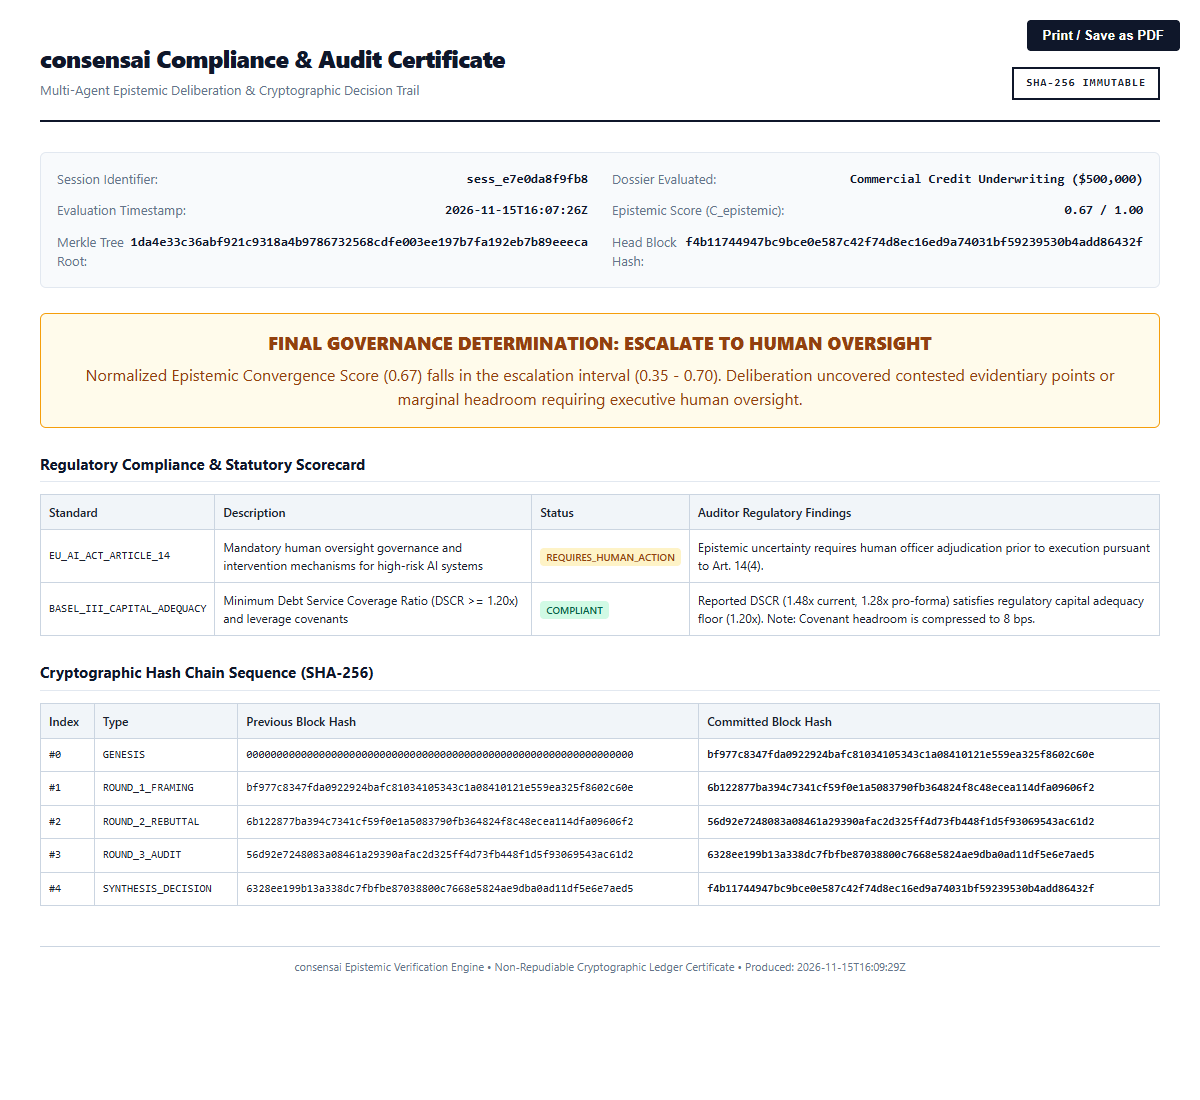 Print / Save as PDF
consensai Compliance & Audit Certificate
Multi-Agent Epistemic Deliberation & Cryptographic Decision Trail
SHA-256 IMMUTABLE
Session Identifier: sess_e7e0da8f9fb8
Dossier Evaluated: Commercial Credit Underwriting ($500,000)
Evaluation Timestamp: 2026-11-15T16:07:26Z
Epistemic Score (C_epistemic): 0.67 / 1.00
Merkle Tree Root: 1da4e33c36abf921c9318a4b9786732568cdfe003ee197b7fa192eb7b89eeeca
Head Block Hash: f4b11744947bc9bce0e587c42f74d8ec16ed9a74031bf59239530b4add86432f
FINAL GOVERNANCE DETERMINATION: ESCALATE TO HUMAN OVERSIGHT
Normalized Epistemic Convergence Score (0.67) falls in the escalation interval (0.35 - 0.70). Deliberation uncovered contested evidentiary points or
marginal headroom requiring executive human oversight.
Regulatory Compliance & Statutory Scorecard
Standard Description Status Auditor Regulatory Findings
EU_AI_ACT_ARTICLE_14
Mandatory human oversight governance and
intervention mechanisms for high-risk AI systems
REQUIRES_HUMAN_ACTION
Epistemic uncertainty requires human officer adjudication prior to execution pursuant
to Art. 14(4).
BASEL_III_CAPITAL_ADEQUACY
Minimum Debt Service Coverage Ratio (DSCR >= 1.20x)
and leverage covenants
COMPLIANT
Reported DSCR (1.48x current, 1.28x pro-forma) satisfies regulatory capital adequacy
floor (1.20x). Note: Covenant headroom is compressed to 8 bps.
Cryptographic Hash Chain Sequence (SHA-256)
Index Type Previous Block Hash Committed Block Hash
#0 GENESIS 0000000000000000000000000000000000000000000000000000000000000000 bf977c8347fda0922924bafc81034105343c1a08410121e559ea325f8602c60e
#1 ROUND_1_FRAMING bf977c8347fda0922924bafc81034105343c1a08410121e559ea325f8602c60e 6b122877ba394c7341cf59f0e1a5083790fb364824f8c48ecea114dfa09606f2
#2 ROUND_2_REBUTTAL 6b122877ba394c7341cf59f0e1a5083790fb364824f8c48ecea114dfa09606f2 56d92e7248083a08461a29390afac2d325ff4d73fb448f1d5f93069543ac61d2
#3 ROUND_3_AUDIT 56d92e7248083a08461a29390afac2d325ff4d73fb448f1d5f93069543ac61d2 6328ee199b13a338dc7fbfbe87038800c7668e5824ae9dba0ad11df5e6e7aed5
#4 SYNTHESIS_DECISION 6328ee199b13a338dc7fbfbe87038800c7668e5824ae9dba0ad11df5e6e7aed5 f4b11744947bc9bce0e587c42f74d8ec16ed9a74031bf59239530b4add86432f
consensai Epistemic Verification Engine • Non-Repudiable Cryptographic Ledger Certificate • Produced: 2026-11-15T16:09:29Z